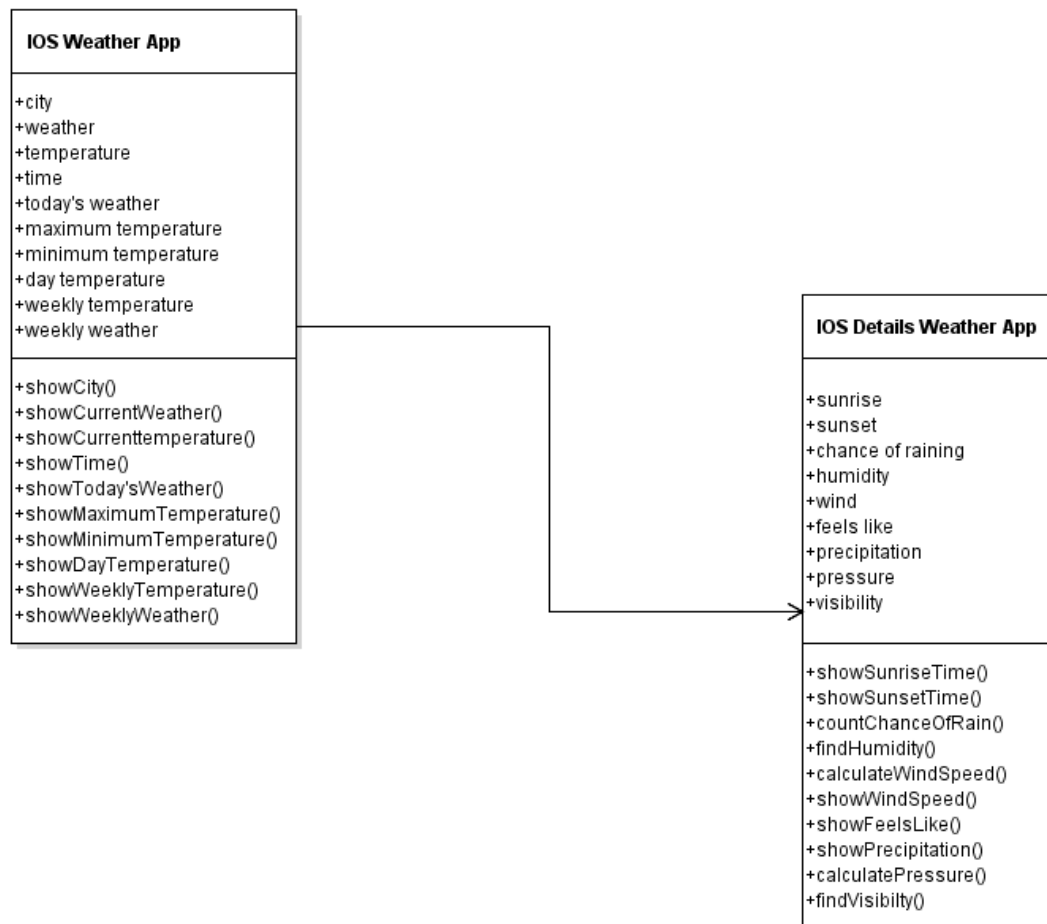 IOS Weather App
+city
+weather
+temperature
+time
+today's weather
+maximum temperature
+minimum temperature
+day temperature
+weekly temperature
+weekly weather
+showCity()
+showCurrentWeather()
+showCurrenttemperature()
+showTime()
+showToday'sWeather()
+showMaximumTemperature()
+showMinimumTemperature()
+showDayTemperature()
+showWeeklyTemperature()
+showWeeklyWeather()
IOS Details Weather App
+sunrise
+sunset
+chance of raining
+humidity
+wind
+feels like
+precipitation
+pressure
+visibility
+showSunriseTime()
+showSunsetTime()
+countChanceOfRain()
+findHumidity()
+calculateWindSpeed()
+showWindSpeed()
+showFeelsLike()
+showPrecipitation()
+calculatePressure()
+findVisibilty()